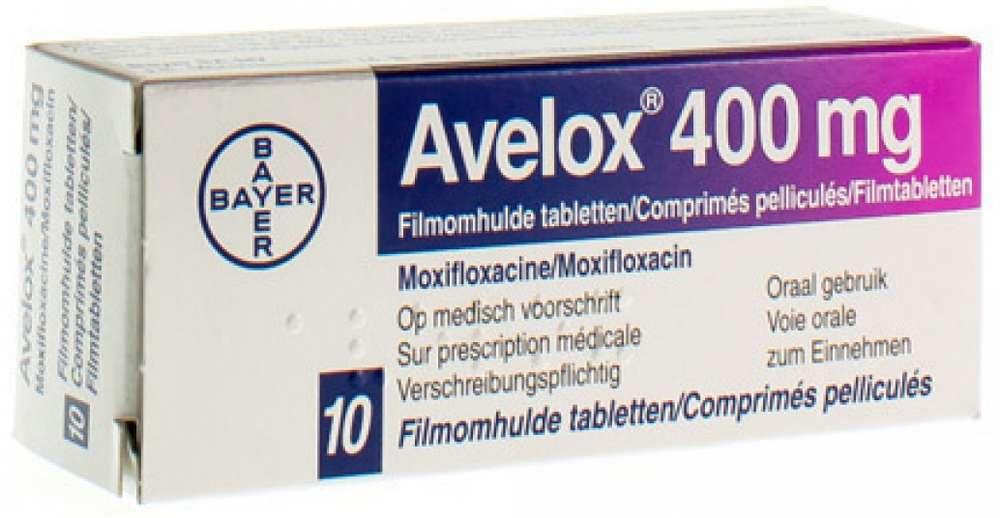 Avelox® 400 mg
Moxifloxacine/Moxifloxacin
Filmomhulde tabletten/
Comprimés pelliculés/
Filmtabletten
10
BAYER
BAYER
Avelox® 400 mg
Filmomhulde tabletten/Comprimés pelliculés/Filmtabletten
Moxifloxacine/Moxifloxacin
Op medisch voorschrift
Sur prescription médicale
Verschreibungspflichtig
Oraal gebruik
Voie orale
zum Einnehmen
10
Filmomhulde tabletten/Comprimés pelliculés